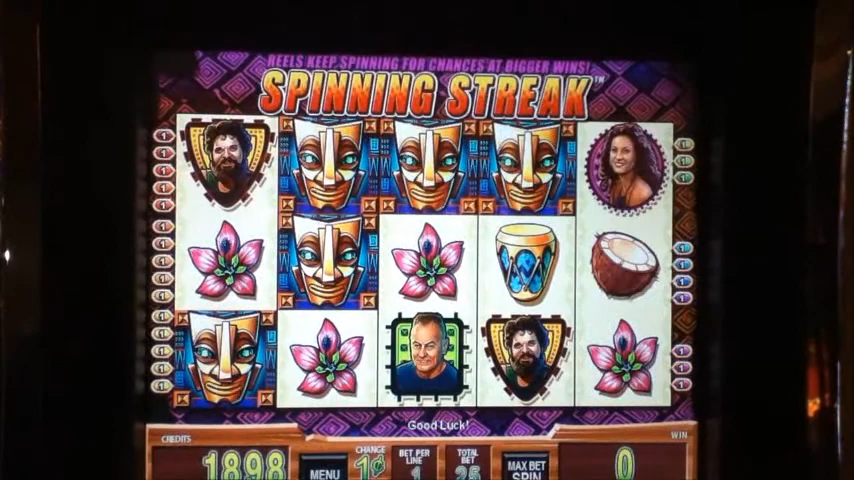 REELS KEEP SPINNING FOR CHANCES AT BIGGER WINS!
SPINNING STREAK™
Good Luck!
CREDITS
1898
MENU
CHANGE
1¢
BET PER
LINE
1
TOTAL
BET
25
MAX BET
SPIN
WIN
0